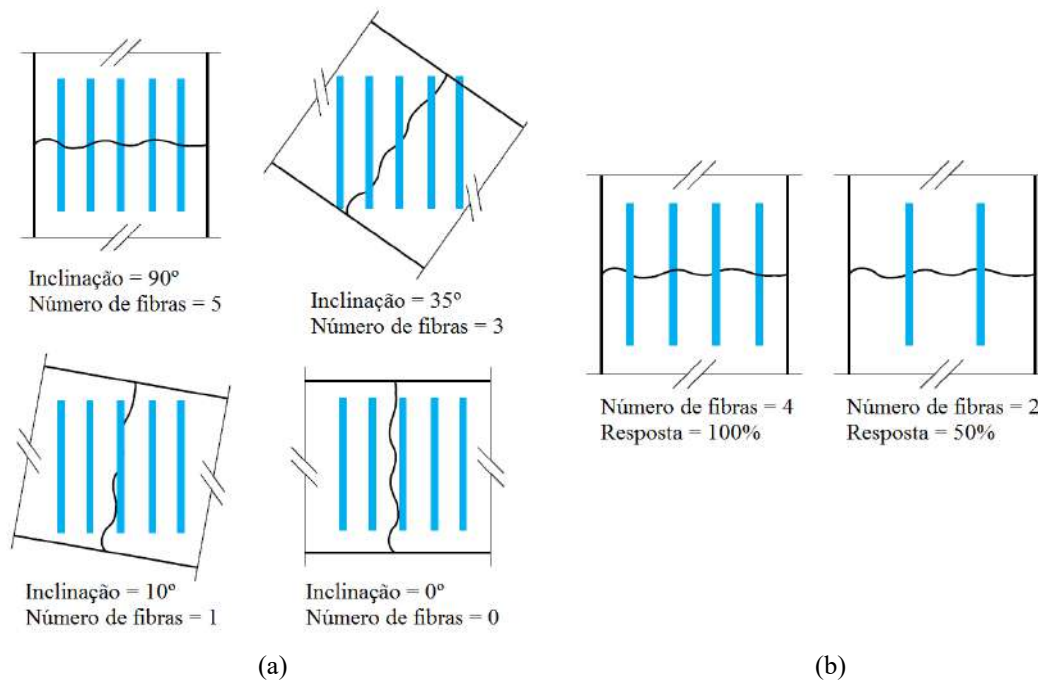 Inclinação = 90º
Número de fibras = 5
Inclinação = 35º
Número de fibras = 3
Inclinação = 10º
Número de fibras = 1
Inclinação = 0º
Número de fibras = 0
(a)
Número de fibras = 4
Resposta = 100%
Número de fibras = 2
Resposta = 50%
(b)